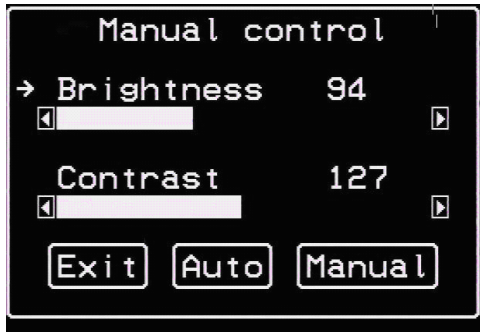 Manual control
→ Brightness 94
Contrast 127
Exit Auto Manual